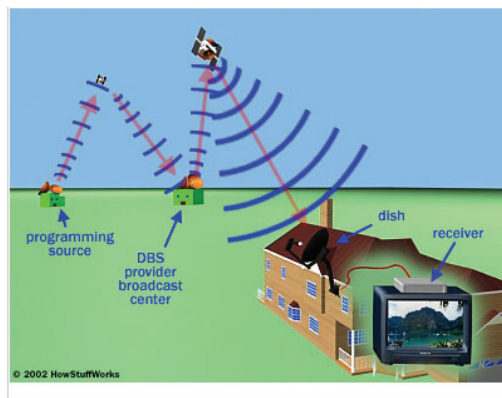 programming
source
DBS
provider
broadcast
center
dish
receiver
© 2002 HowStuffWorks